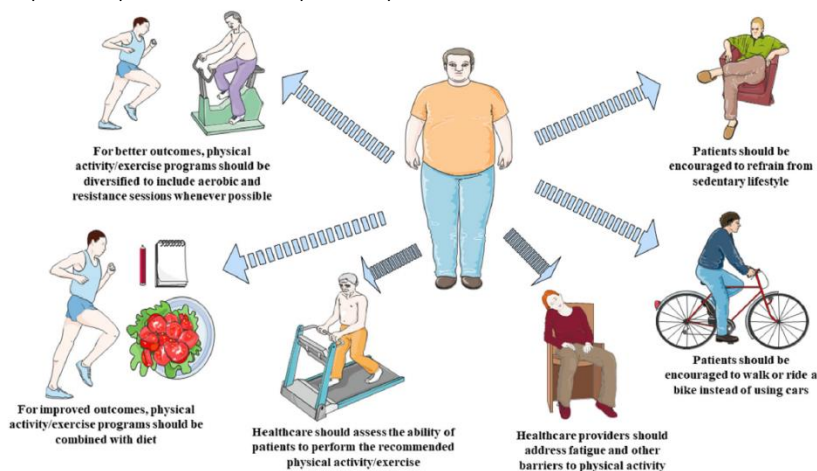 For better outcomes, physical
activity/exercise programs should be
diversified to include aerobic and
resistance sessions whenever possible
Patients should be
encouraged to refrain from
sedentary lifestyle
For improved outcomes, physical
activity/exercise programs should be
combined with diet
Healthcare should assess the ability of
patients to perform the recommended
physical activity/exercise
Healthcare providers should
address fatigue and other
barriers to physical activity
Patients should be
encouraged to walk or ride a
bike instead of using cars